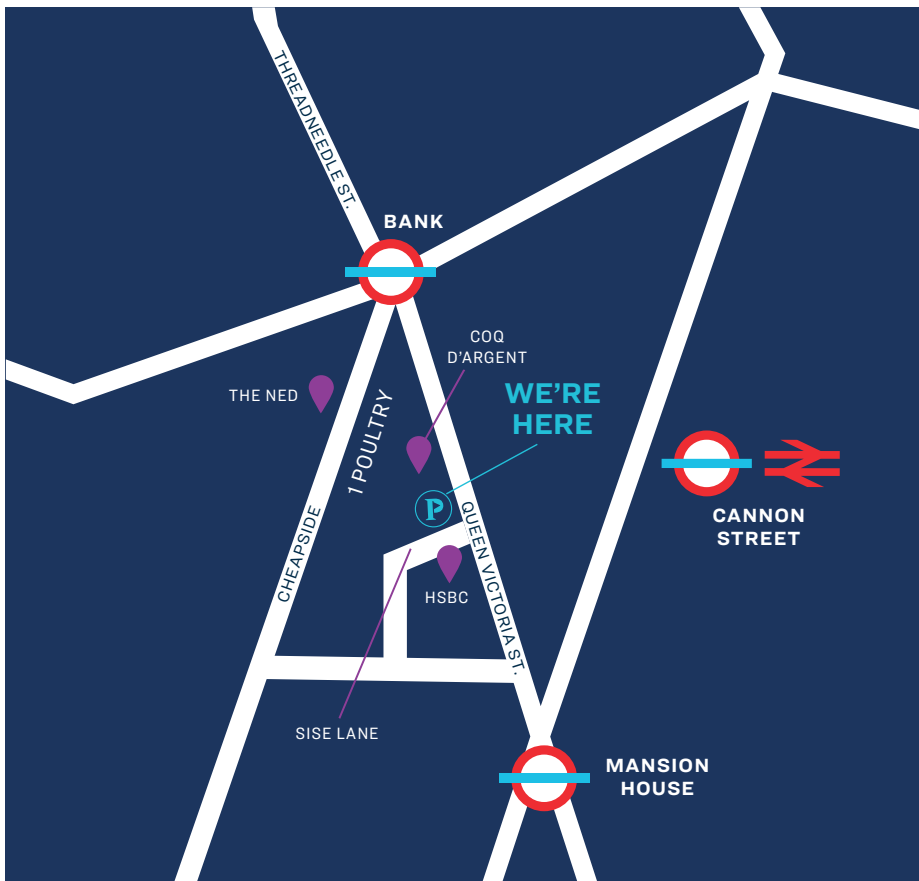 THREADNEEDLE ST.
BANK
COQ
D'ARGENT
THE NED
WE'RE
HERE
1 POULTRY
P
CHEAPSIDE
QUEEN VICTORIA ST.
CANNON
STREET
HSBC
SISE LANE
MANSION
HOUSE